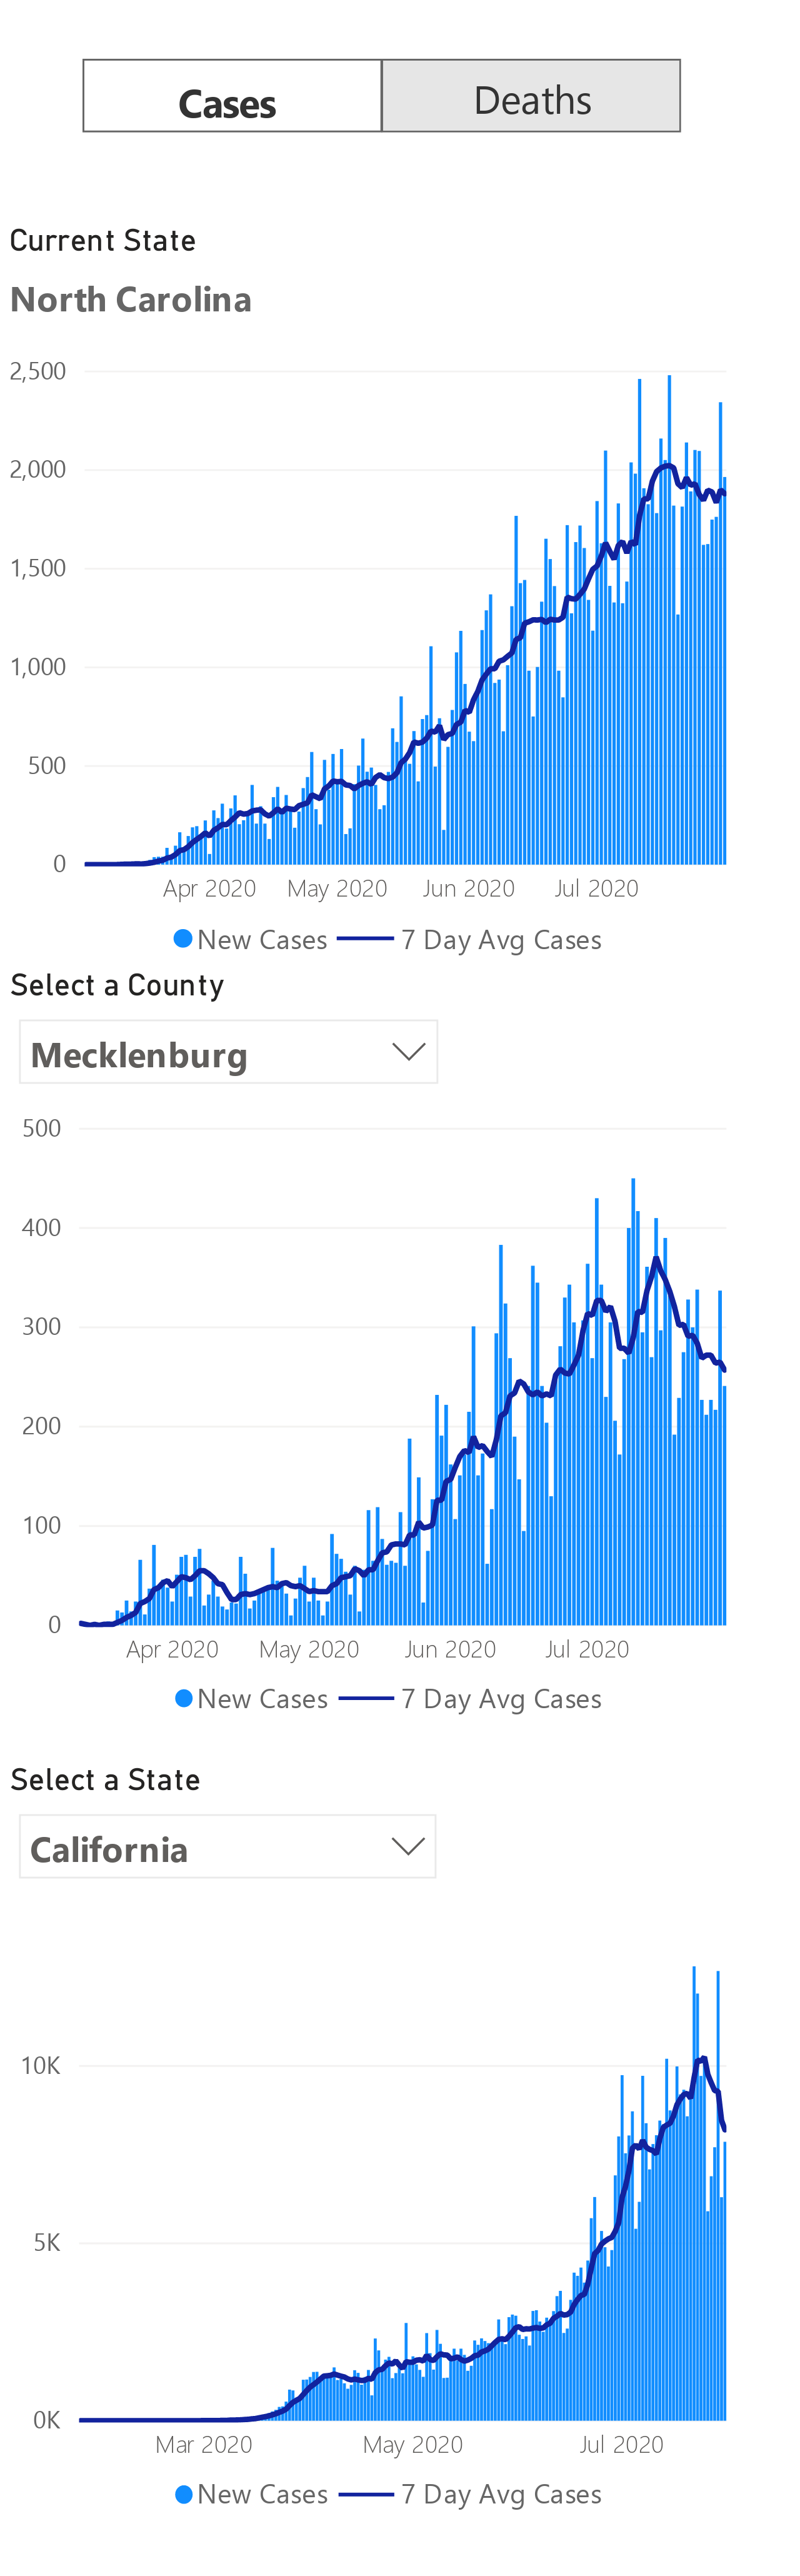 Cases Deaths
Current State
North Carolina
2,500
2,000
1,500
1,000
500
0
Apr 2020 May 2020 Jun 2020 Jul 2020
New Cases 7 Day Avg Cases
Select a County
Mecklenburg
500
400
300
200
100
0
Apr 2020 May 2020 Jun 2020 Jul 2020
New Cases 7 Day Avg Cases
Select a State
California
10K
5K
0K
Mar 2020 May 2020 Jul 2020
New Cases 7 Day Avg Cases